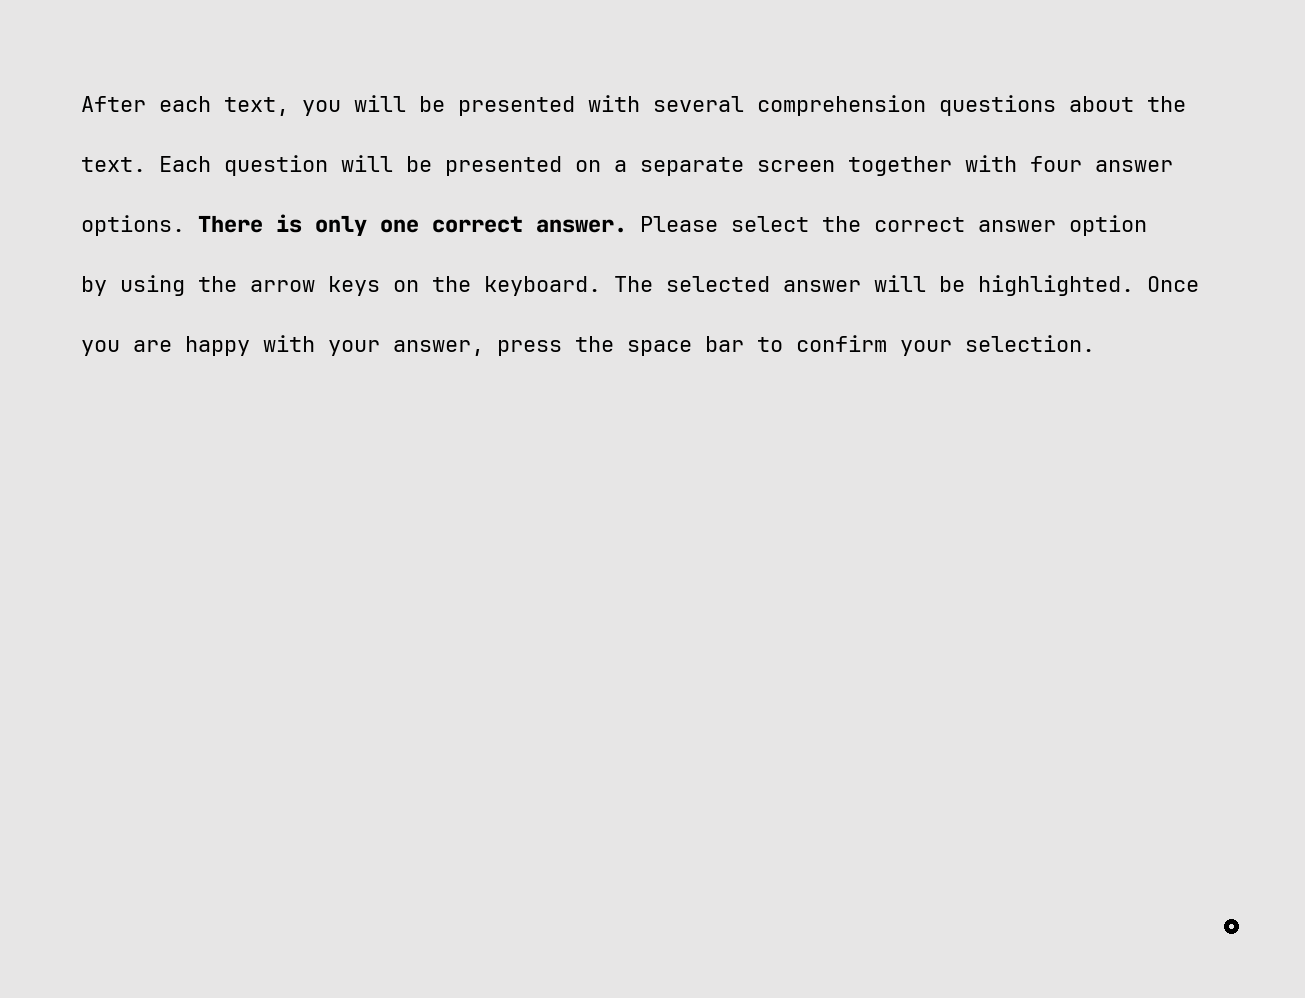 After each text, you will be presented with several comprehension questions about the
text. Each question will be presented on a separate screen together with four answer
options. There is only one correct answer. Please select the correct answer option
by using the arrow keys on the keyboard. The selected answer will be highlighted. Once
you are happy with your answer, press the space bar to confirm your selection.